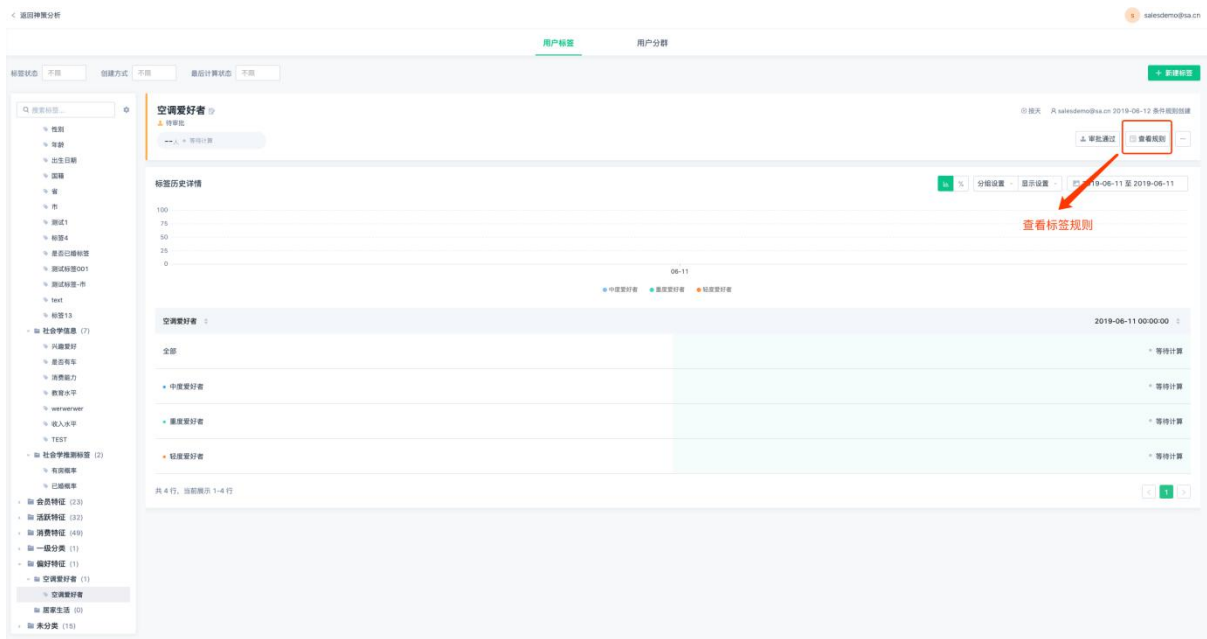 < 返回神策分析
s salesdemo@sa.cn
用户标签 用户分群
标签状态 不限 创建方式 不限 最后计算状态 不限
+ 新建标签
搜索标签...
性别
年龄
出生日期
国籍
省
市
测试1
标签4
是否已婚标签
测试标签001
测试标签-市
text
标签13
社会学信息 (7)
兴趣爱好
是否有车
消费能力
教育水平
werwerwer
收入水平
TEST
社会学推测标签 (2)
有房概率
已婚概率
会员特征 (23)
活跃特征 (32)
消费特征 (49)
一级分类 (1)
偏好特征 (1)
空调爱好者 (1)
空调爱好者
居家生活 (0)
未分类 (15)
空调爱好者
待审批
--人 等待计算
按天 salesdemo@sa.cn 2019-06-12 条件规则创建
审批通过 查看规则 ...
标签历史详情
% 分组设置 显示设置 2019-06-11 至 2019-06-11
查看标签规则
100
75
50
25
0
06-11
中度爱好者 重度爱好者 轻度爱好者
空调爱好者 2019-06-11 00:00:00
全部 等待计算
中度爱好者 等待计算
重度爱好者 等待计算
轻度爱好者 等待计算
共 4 行，当前展示 1-4 行
< 1 >